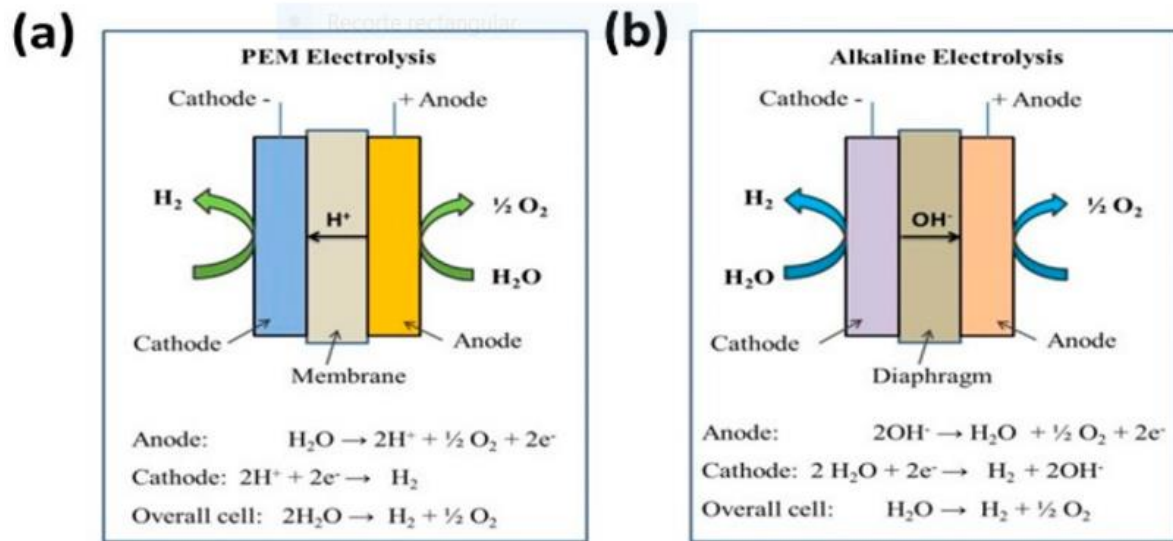 Recorte rectangular
(a)
PEM Electrolysis
Cathode -
+ Anode
H₂
H⁺
½ O₂
H₂O
Cathode
Anode
Membrane
Anode: H₂O → 2H⁺ + ½ O₂ + 2e⁻
Cathode: 2H⁺ + 2e⁻ → H₂
Overall cell: 2H₂O → H₂ + ½ O₂
(b)
Alkaline Electrolysis
Cathode -
+ Anode
H₂
OH⁻
½ O₂
H₂O
Cathode
Anode
Diaphragm
Anode: 2OH⁻ → H₂O + ½ O₂ + 2e⁻
Cathode: 2 H₂O + 2e⁻ → H₂ + 2OH⁻
Overall cell: H₂O → H₂ + ½ O₂